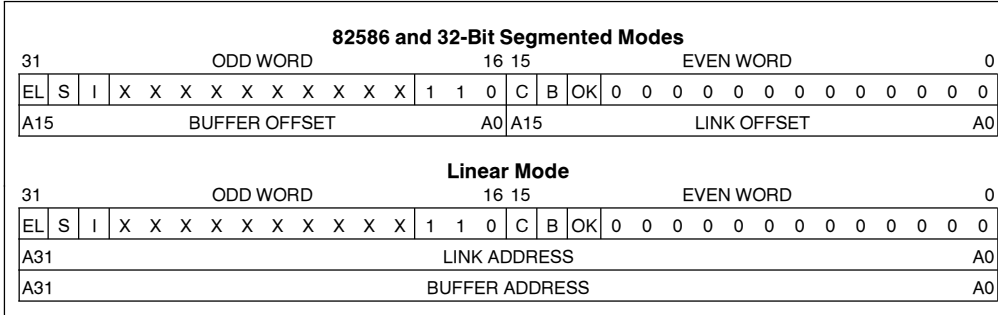 82586 and 32-Bit Segmented Modes
31 ODD WORD 16 15 EVEN WORD 0
EL S I X X X X X X X X X X 1 1 0 C B OK 0 0 0 0 0 0 0 0 0 0 0 0 0
A15 BUFFER OFFSET A0 A15 LINK OFFSET A0
Linear Mode
31 ODD WORD 16 15 EVEN WORD 0
EL S I X X X X X X X X X X 1 1 0 C B OK 0 0 0 0 0 0 0 0 0 0 0 0 0
A31 LINK ADDRESS A0
A31 BUFFER ADDRESS A0